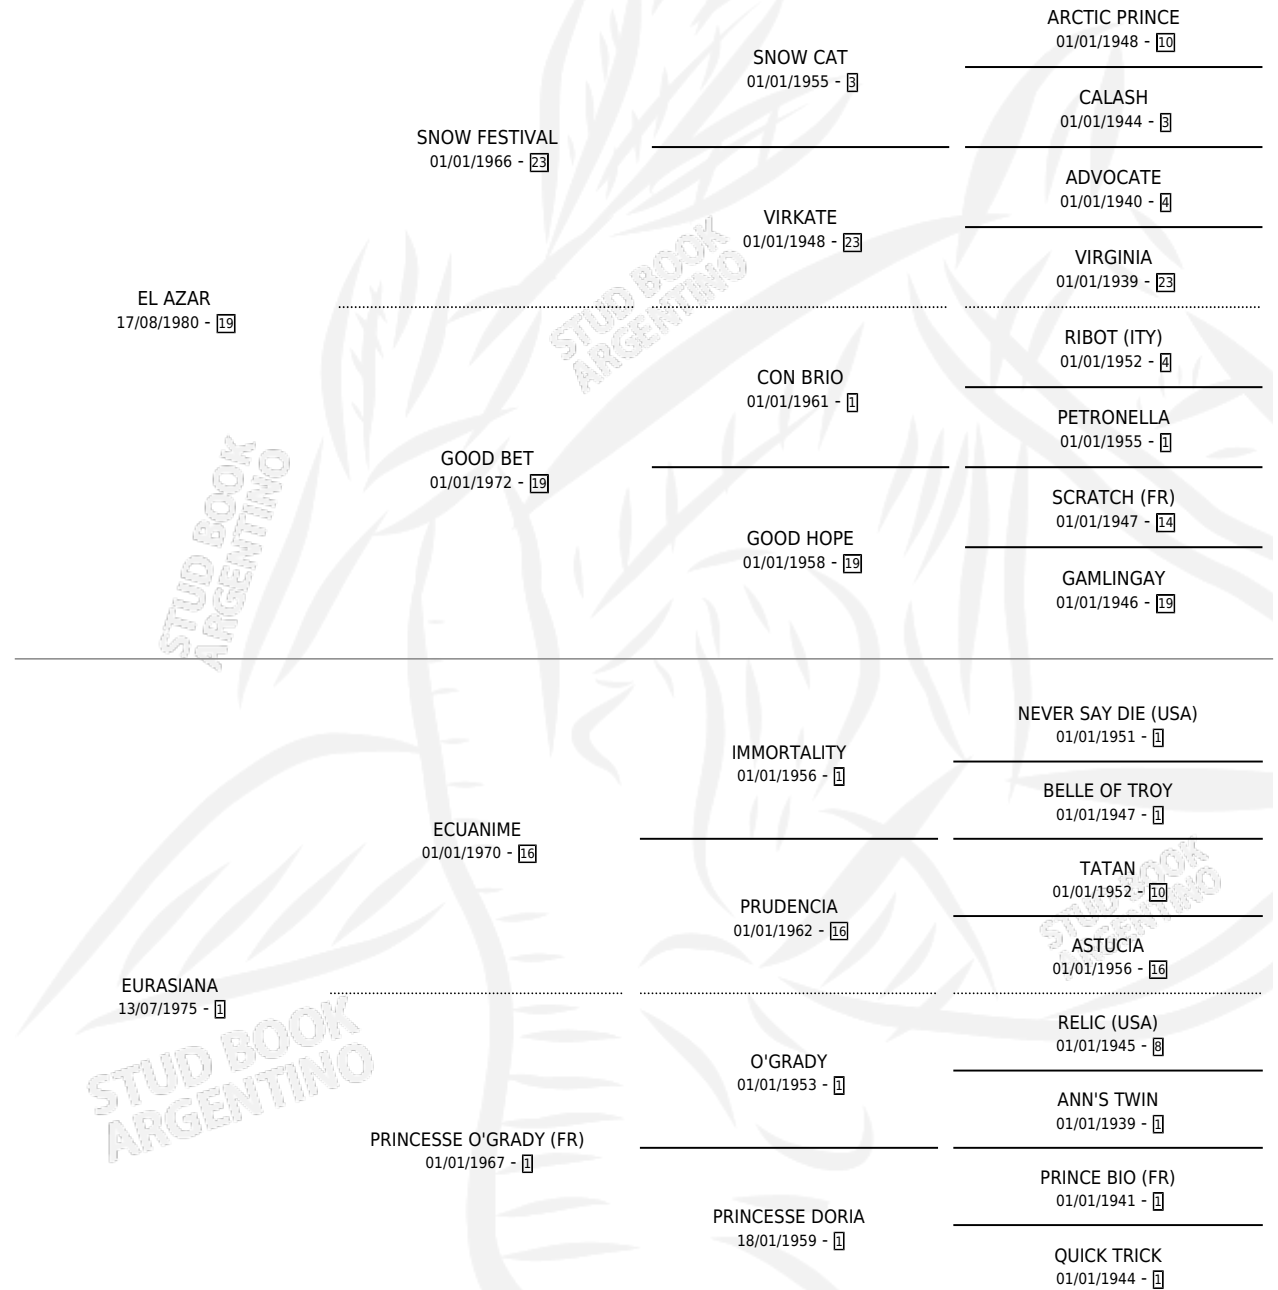 ARCTIC PRINCE
01/01/1948 - 10
SNOW CAT
01/01/1955 - 3
CALASH
01/01/1944 - 3
SNOW FESTIVAL
01/01/1966 - 23
ADVOCATE
01/01/1940 - 4
VIRKATE
01/01/1948 - 23
VIRGINIA
01/01/1939 - 23
EL AZAR
17/08/1980 - 19
RIBOT (ITY)
01/01/1952 - 4
CON BRIO
01/01/1961 - 1
PETRONELLA
01/01/1955 - 1
GOOD BET
01/01/1972 - 19
SCRATCH (FR)
01/01/1947 - 14
GOOD HOPE
01/01/1958 - 19
GAMLINGAY
01/01/1946 - 19
STUD BOOK
ARGENTINO
STUD BOOK
ARGENTINO
NEVER SAY DIE (USA)
01/01/1951 - 1
IMMORTALITY
01/01/1956 - 1
BELLE OF TROY
01/01/1947 - 1
ECUANIME
01/01/1970 - 16
TATAN
01/01/1952 - 10
PRUDENCIA
01/01/1962 - 16
ASTUCIA
01/01/1956 - 16
EURASIANA
13/07/1975 - 1
RELIC (USA)
01/01/1945 - 8
O'GRADY
01/01/1953 - 1
ANN'S TWIN
01/01/1939 - 1
PRINCESSE O'GRADY (FR)
01/01/1967 - 1
PRINCE BIO (FR)
01/01/1941 - 1
PRINCESSE DORIA
18/01/1959 - 1
QUICK TRICK
01/01/1944 - 1
STUD BOOK
ARGENTINO
STUD BOOK
ARGENTINO